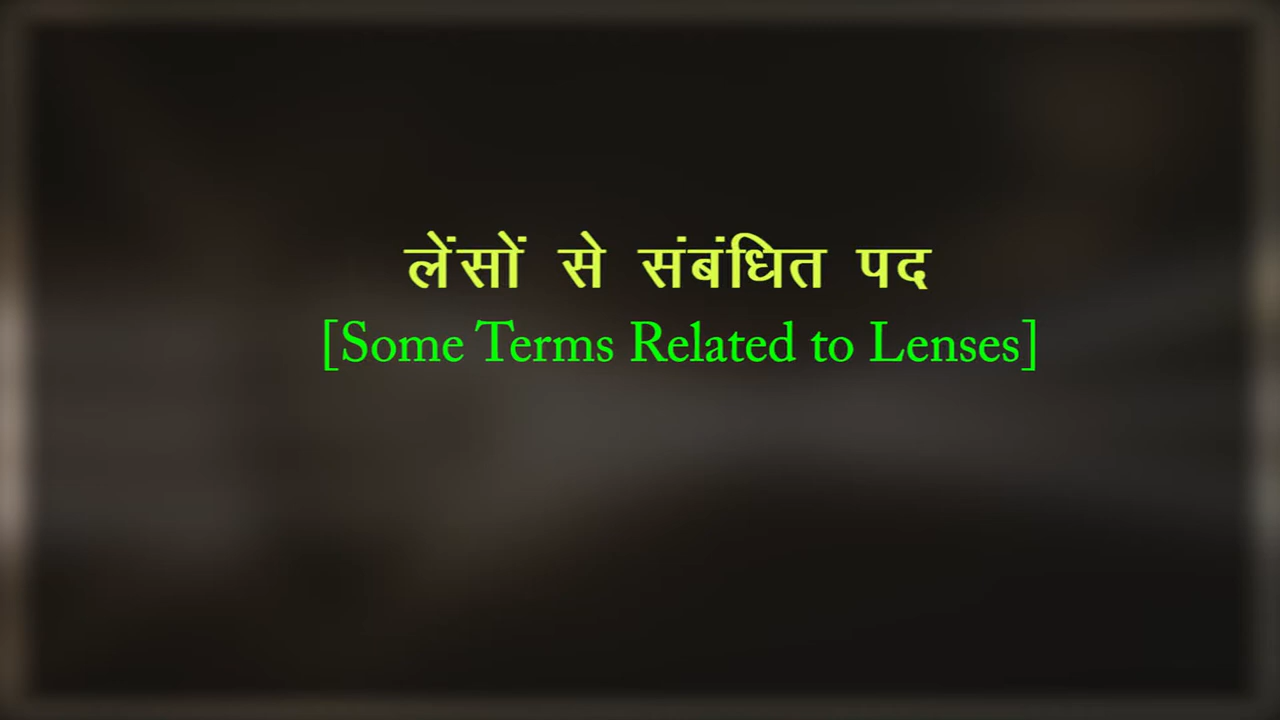 लेंसों से संबंधित पद
[Some Terms Related to Lenses]